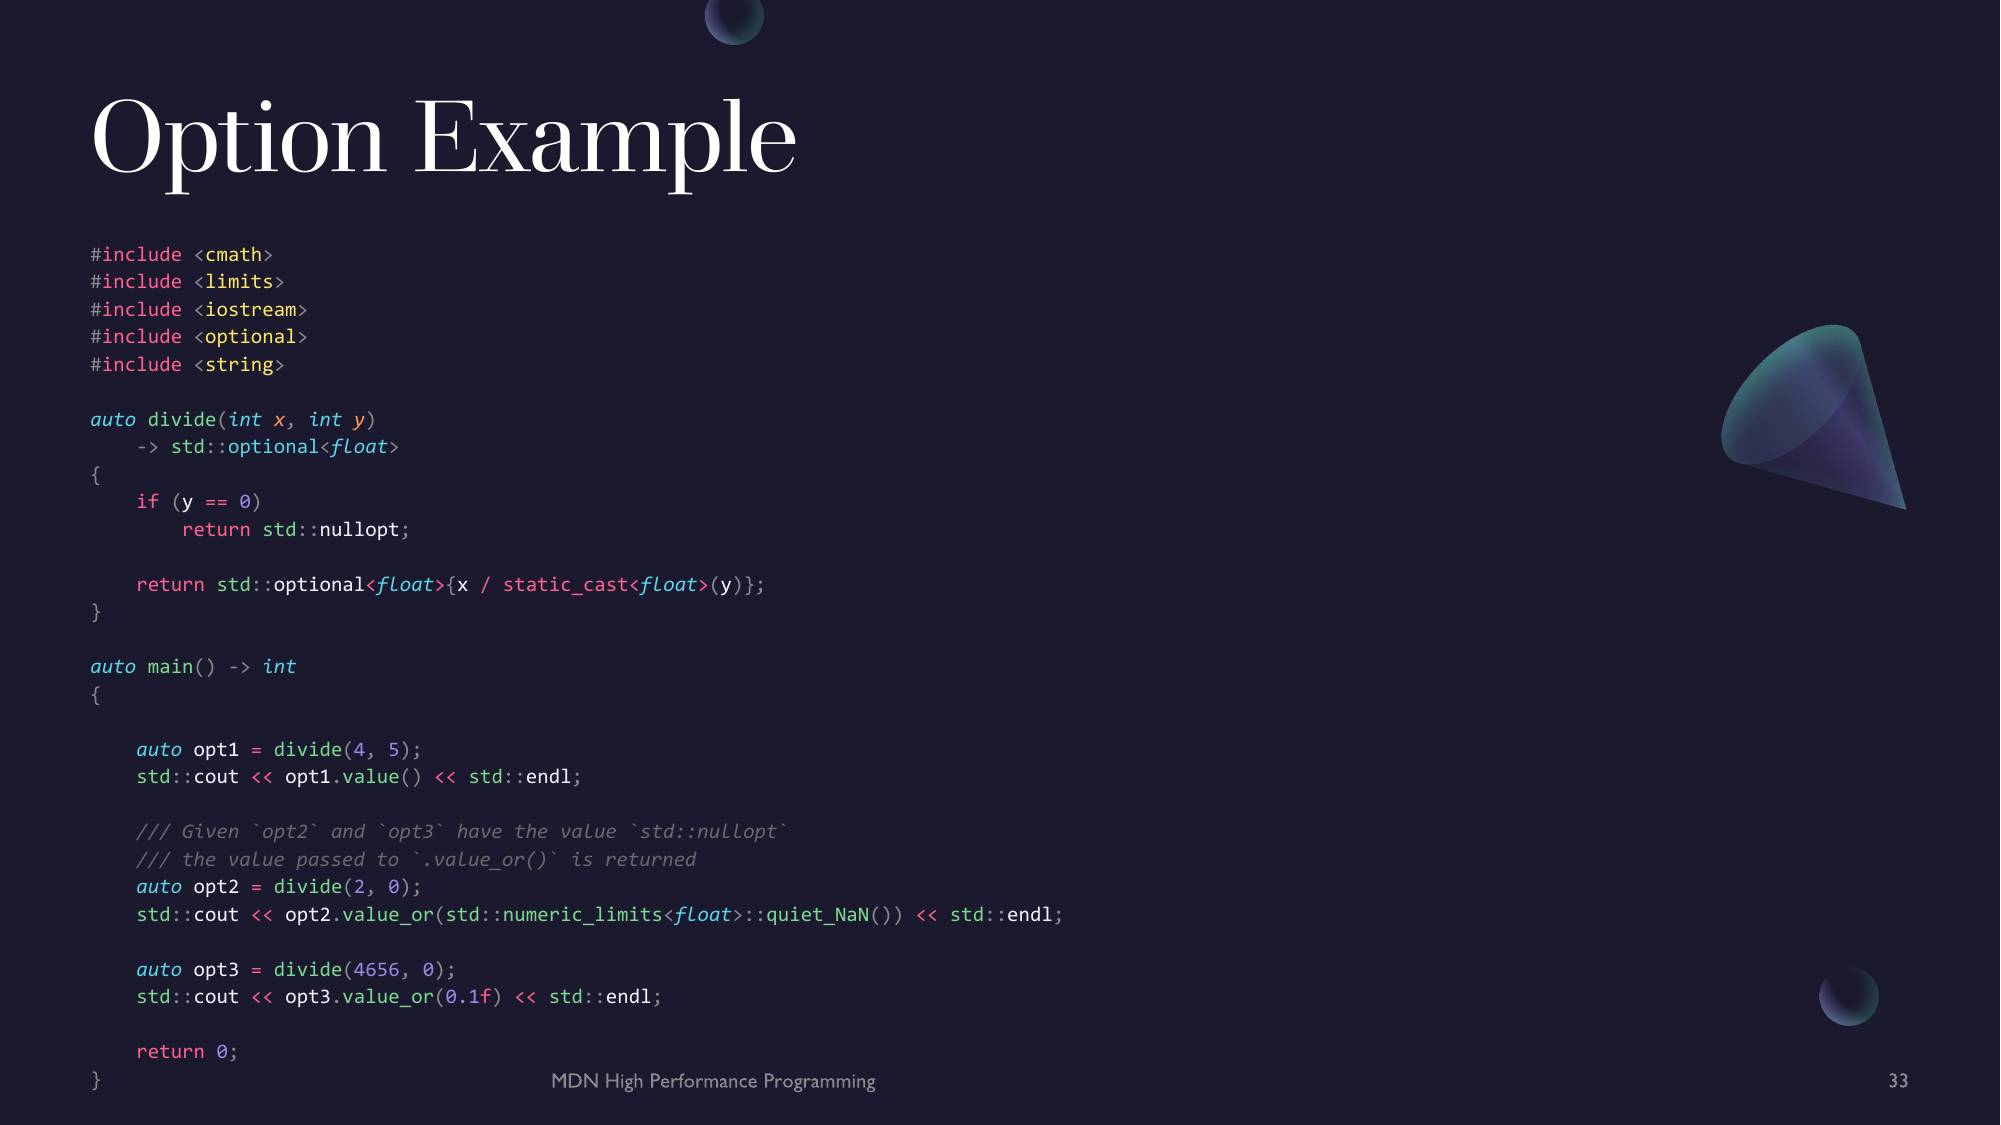 Option Example
#include <cmath>
#include <limits>
#include <iostream>
#include <optional>
#include <string>
auto divide(int x, int y)
    -> std::optional<float>
{
    if (y == 0)
        return std::nullopt;
    return std::optional<float>{x / static_cast<float>(y)};
}
auto main() -> int
{
    auto opt1 = divide(4, 5);
    std::cout << opt1.value() << std::endl;
    /// Given `opt2` and `opt3` have the value `std::nullopt`
    /// the value passed to `.value_or()` is returned
    auto opt2 = divide(2, 0);
    std::cout << opt2.value_or(std::numeric_limits<float>::quiet_NaN()) << std::endl;
    auto opt3 = divide(4656, 0);
    std::cout << opt3.value_or(0.1f) << std::endl;
    return 0;
}
MDN High Performance Programming
33